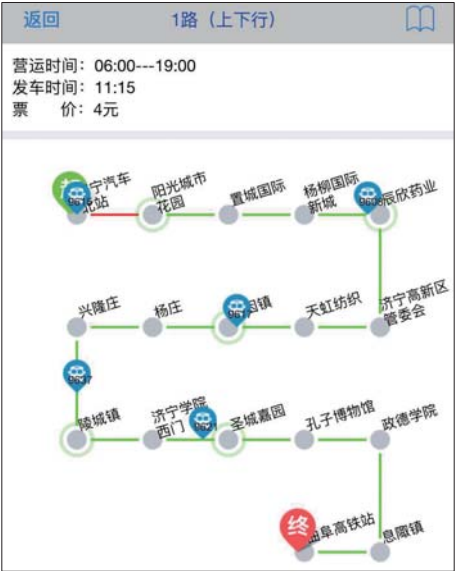 返回
1路（上下行）
营运时间：06:00---19:00
发车时间：11:15
票 价：4元
宁汽车
北站
阳光城市
花园
置城国际
杨柳国际
新城
辰欣药业
兴隆庄
杨庄
镇
9617
天虹纺织
济宁高新区
管委会
陵城镇
济宁学院
西门
9621
圣城嘉园
孔子博物馆
政德学院
终
曲阜高铁站
息陬镇